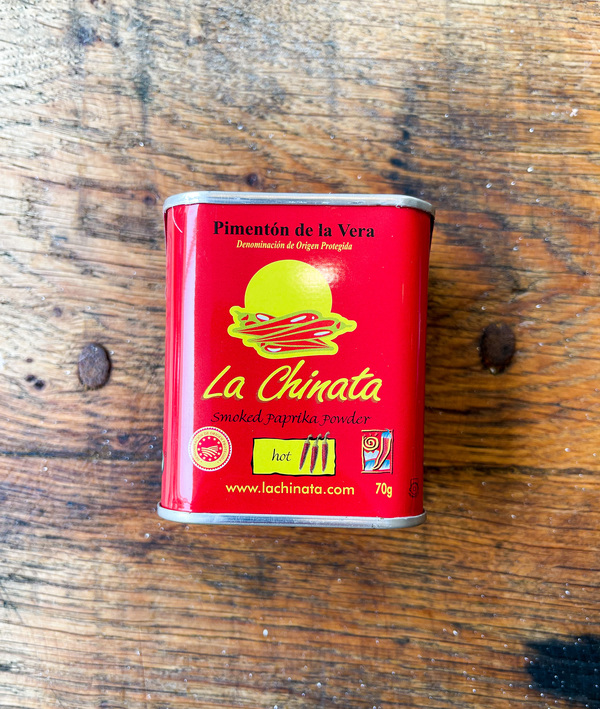 Pimentón de la Vera
Denominación de Origen Protegida
La Chinata
Smoked Paprika Powder
hot
www.lachinata.com 70g